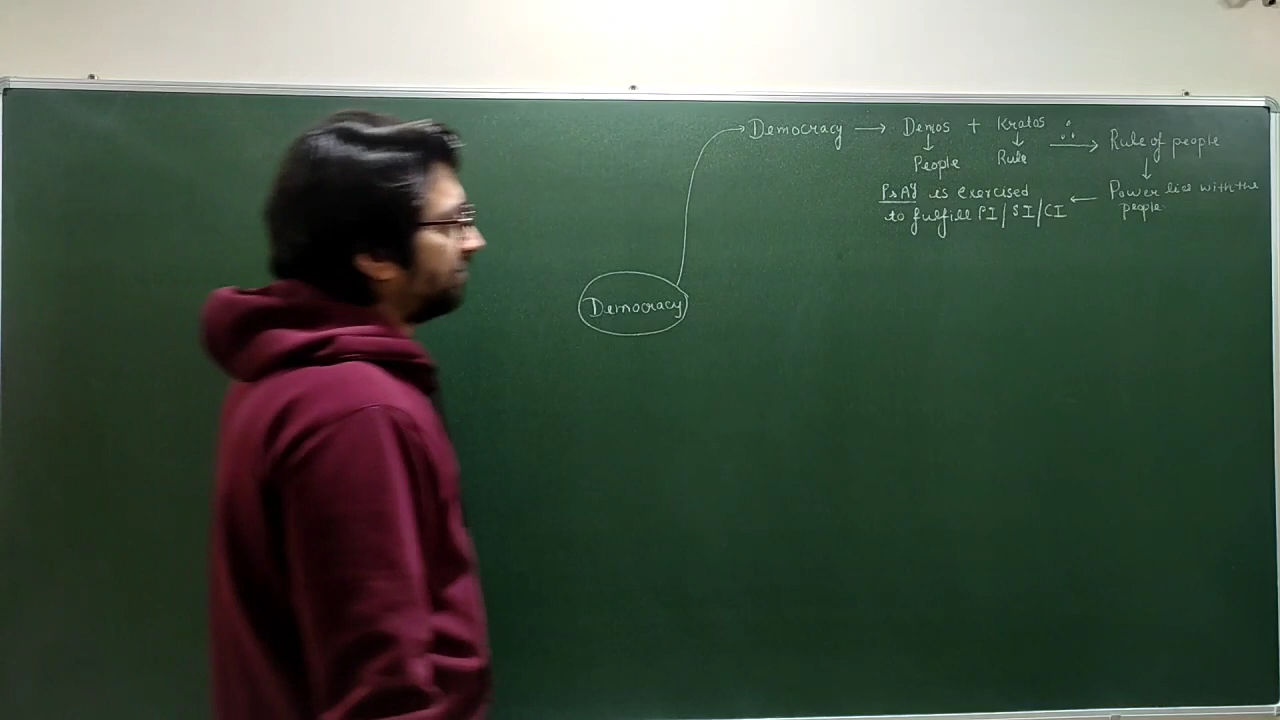 Democracy → Demos + Kratos ∴ → Rule of people
↓ ↓ ↓
People Rule
P&AY is exercised ← Power lies with the
to fulfill PI/SI/CI people
Democracy